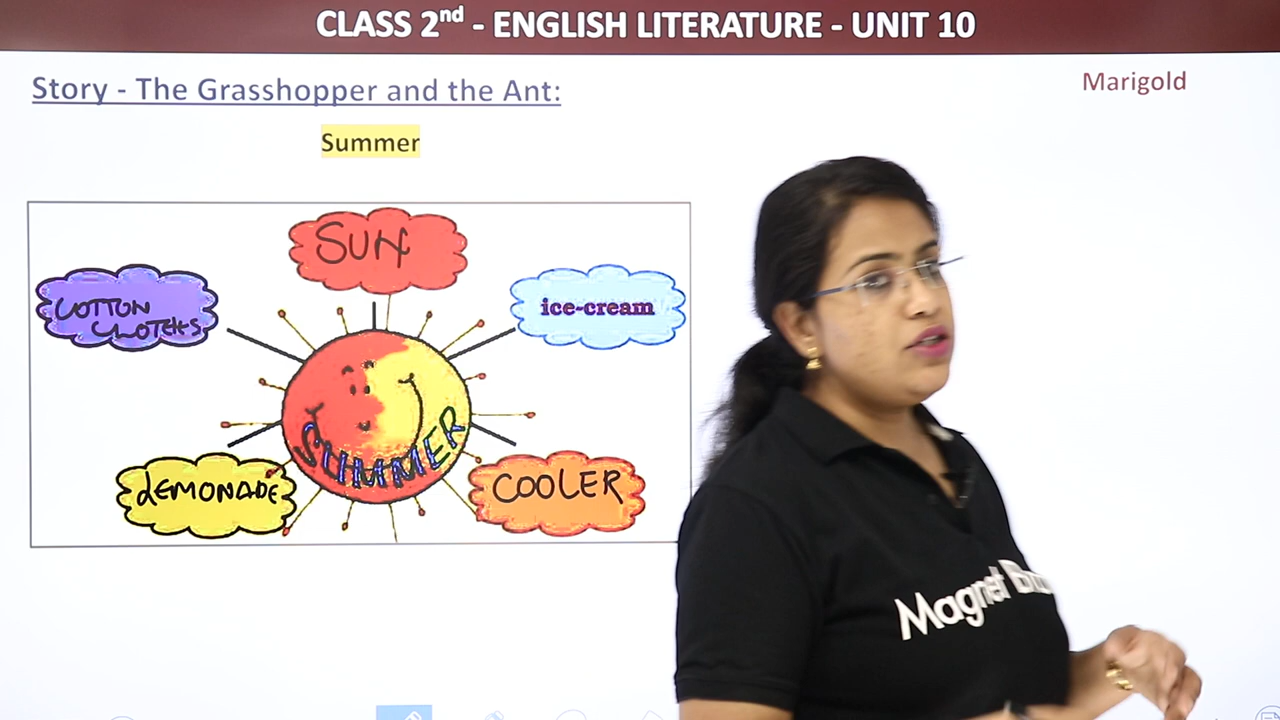 CLASS 2nd - ENGLISH LITERATURE - UNIT 10
Story - The Grasshopper and the Ant:
Marigold
Summer
SUN
COTTON
CLOTHES
ice-cream
SUMMER
LEMONADE
COOLER
Magnet